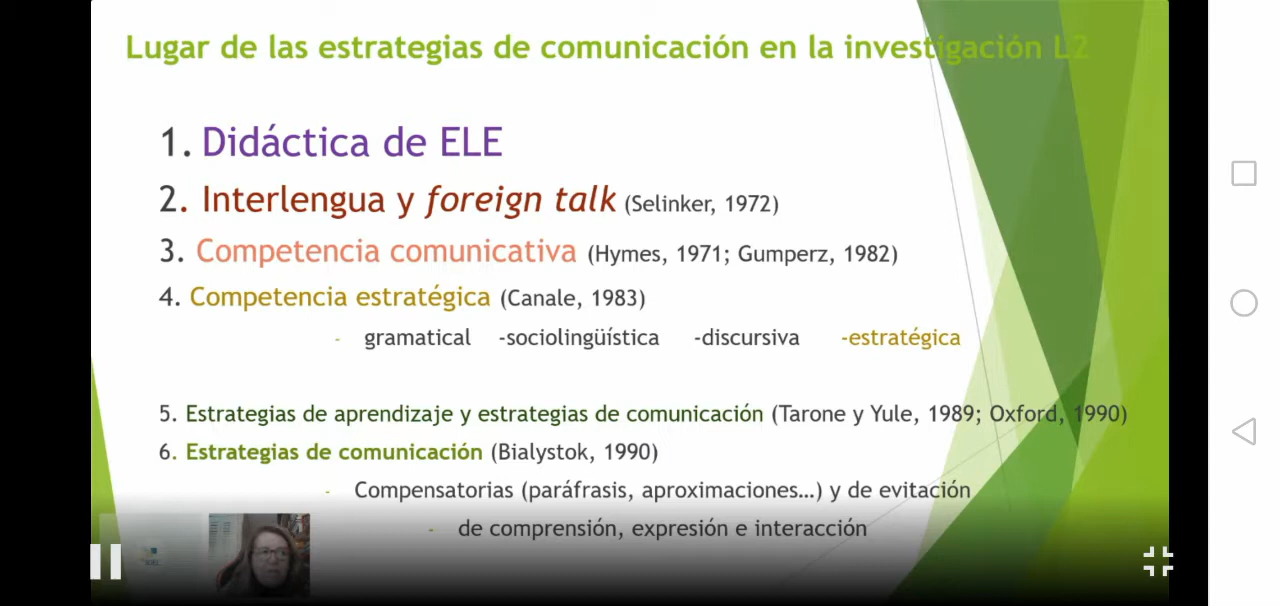 Lugar de las estrategias de comunicación en la investigación L2
1. Didáctica de ELE
2. Interlengua y foreign talk (Selinker, 1972)
3. Competencia comunicativa (Hymes, 1971; Gumperz, 1982)
4. Competencia estratégica (Canale, 1983)
- gramatical -sociolingüística -discursiva -estratégica
5. Estrategias de aprendizaje y estrategias de comunicación (Tarone y Yule, 1989; Oxford, 1990)
6. Estrategias de comunicación (Bialystok, 1990)
- Compensatorias (paráfrasis, aproximaciones…) y de evitación
- de comprensión, expresión e interacción